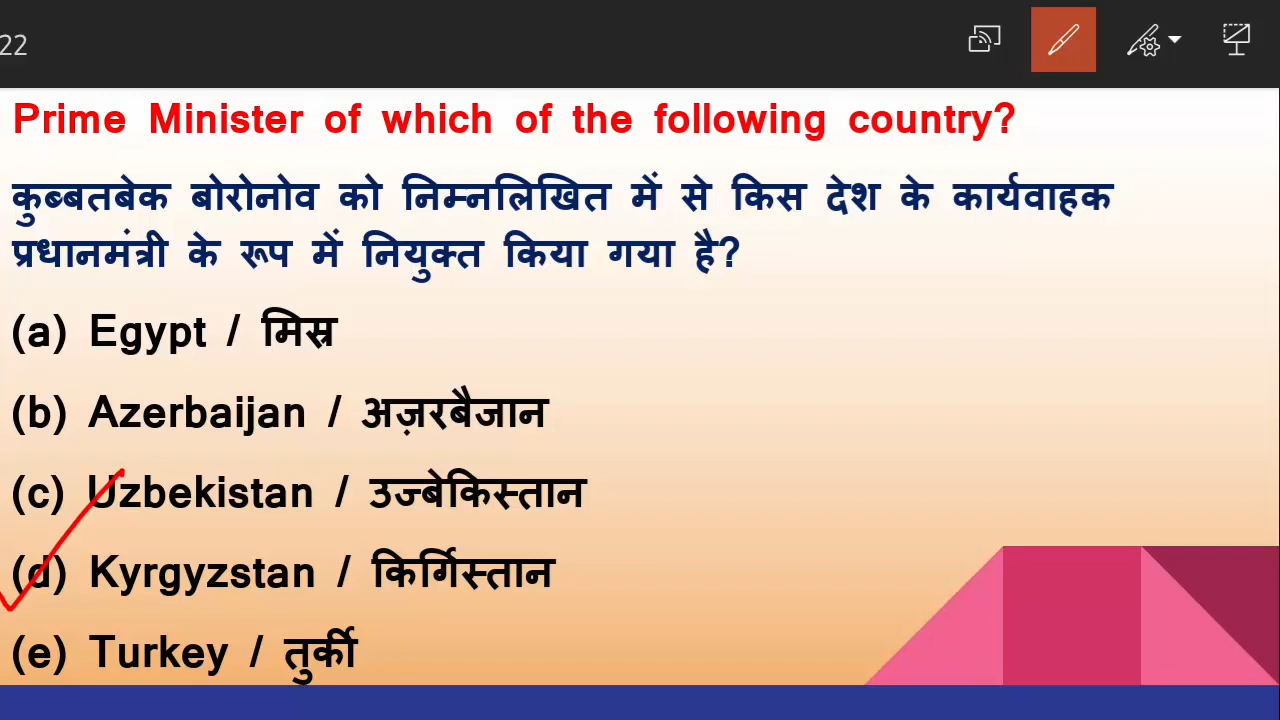 22
Prime Minister of which of the following country?
कुब्बतबेक बोरोनोव को निम्नलिखित में से किस देश के कार्यवाहक
प्रधानमंत्री के रूप में नियुक्त किया गया है?
(a) Egypt / मिस्र
(b) Azerbaijan / अज़रबैजान
(c) Uzbekistan / उज्बेकिस्तान
(d) Kyrgyzstan / किर्गिस्तान
(e) Turkey / तुर्की